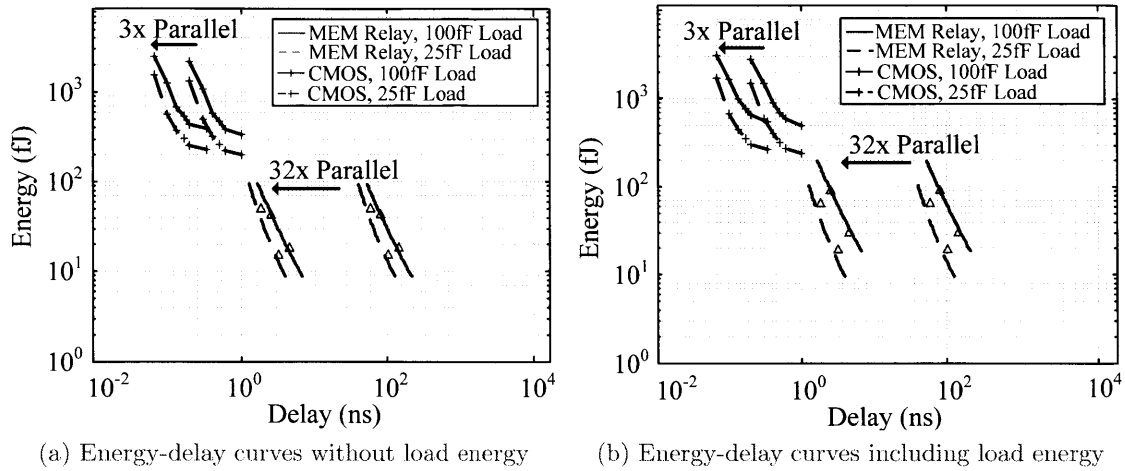 3x Parallel
MEM Relay, 100fF Load
MEM Relay, 25fF Load
CMOS, 100fF Load
CMOS, 25fF Load
32x Parallel
10^3
10^2
10^1
10^0
Energy (fJ)
10^-2
10^0
10^2
10^4
Delay (ns)
(a) Energy-delay curves without load energy
3x Parallel
MEM Relay, 100fF Load
MEM Relay, 25fF Load
CMOS, 100fF Load
CMOS, 25fF Load
32x Parallel
10^3
10^2
10^1
10^0
Energy (fJ)
10^-2
10^0
10^2
10^4
Delay (ns)
(b) Energy-delay curves including load energy